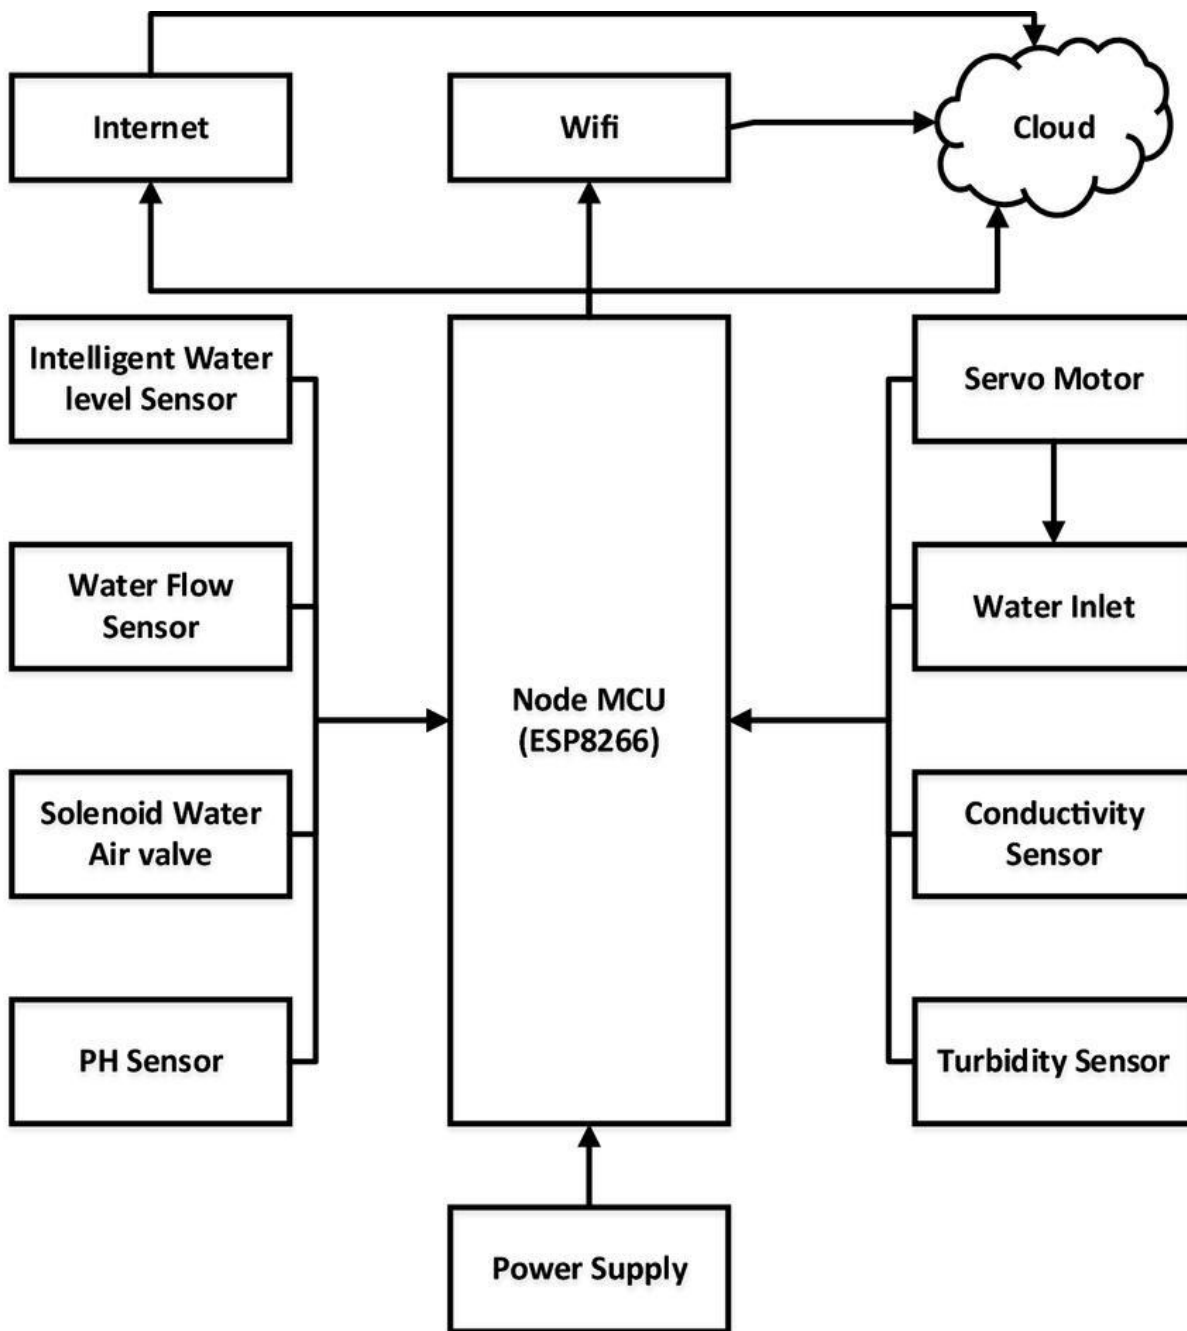 Internet
Wifi
Cloud
Intelligent Water
level Sensor
Servo Motor
Water Flow
Sensor
Water Inlet
Node MCU
(ESP8266)
Solenoid Water
Air valve
Conductivity
Sensor
PH Sensor
Turbidity Sensor
Power Supply